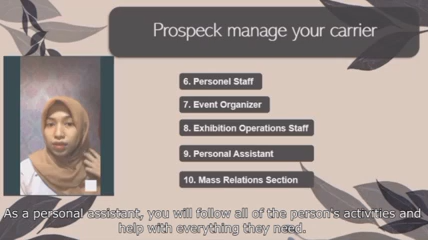 Prospeck manage your carrier
6. Personel Staff
7. Event Organizer
8. Exhibition Operations Staff
9. Personal Assistant
10. Mass Relations Section
As a personal assistant, you will follow all of the person's activities and
help with everything they need.